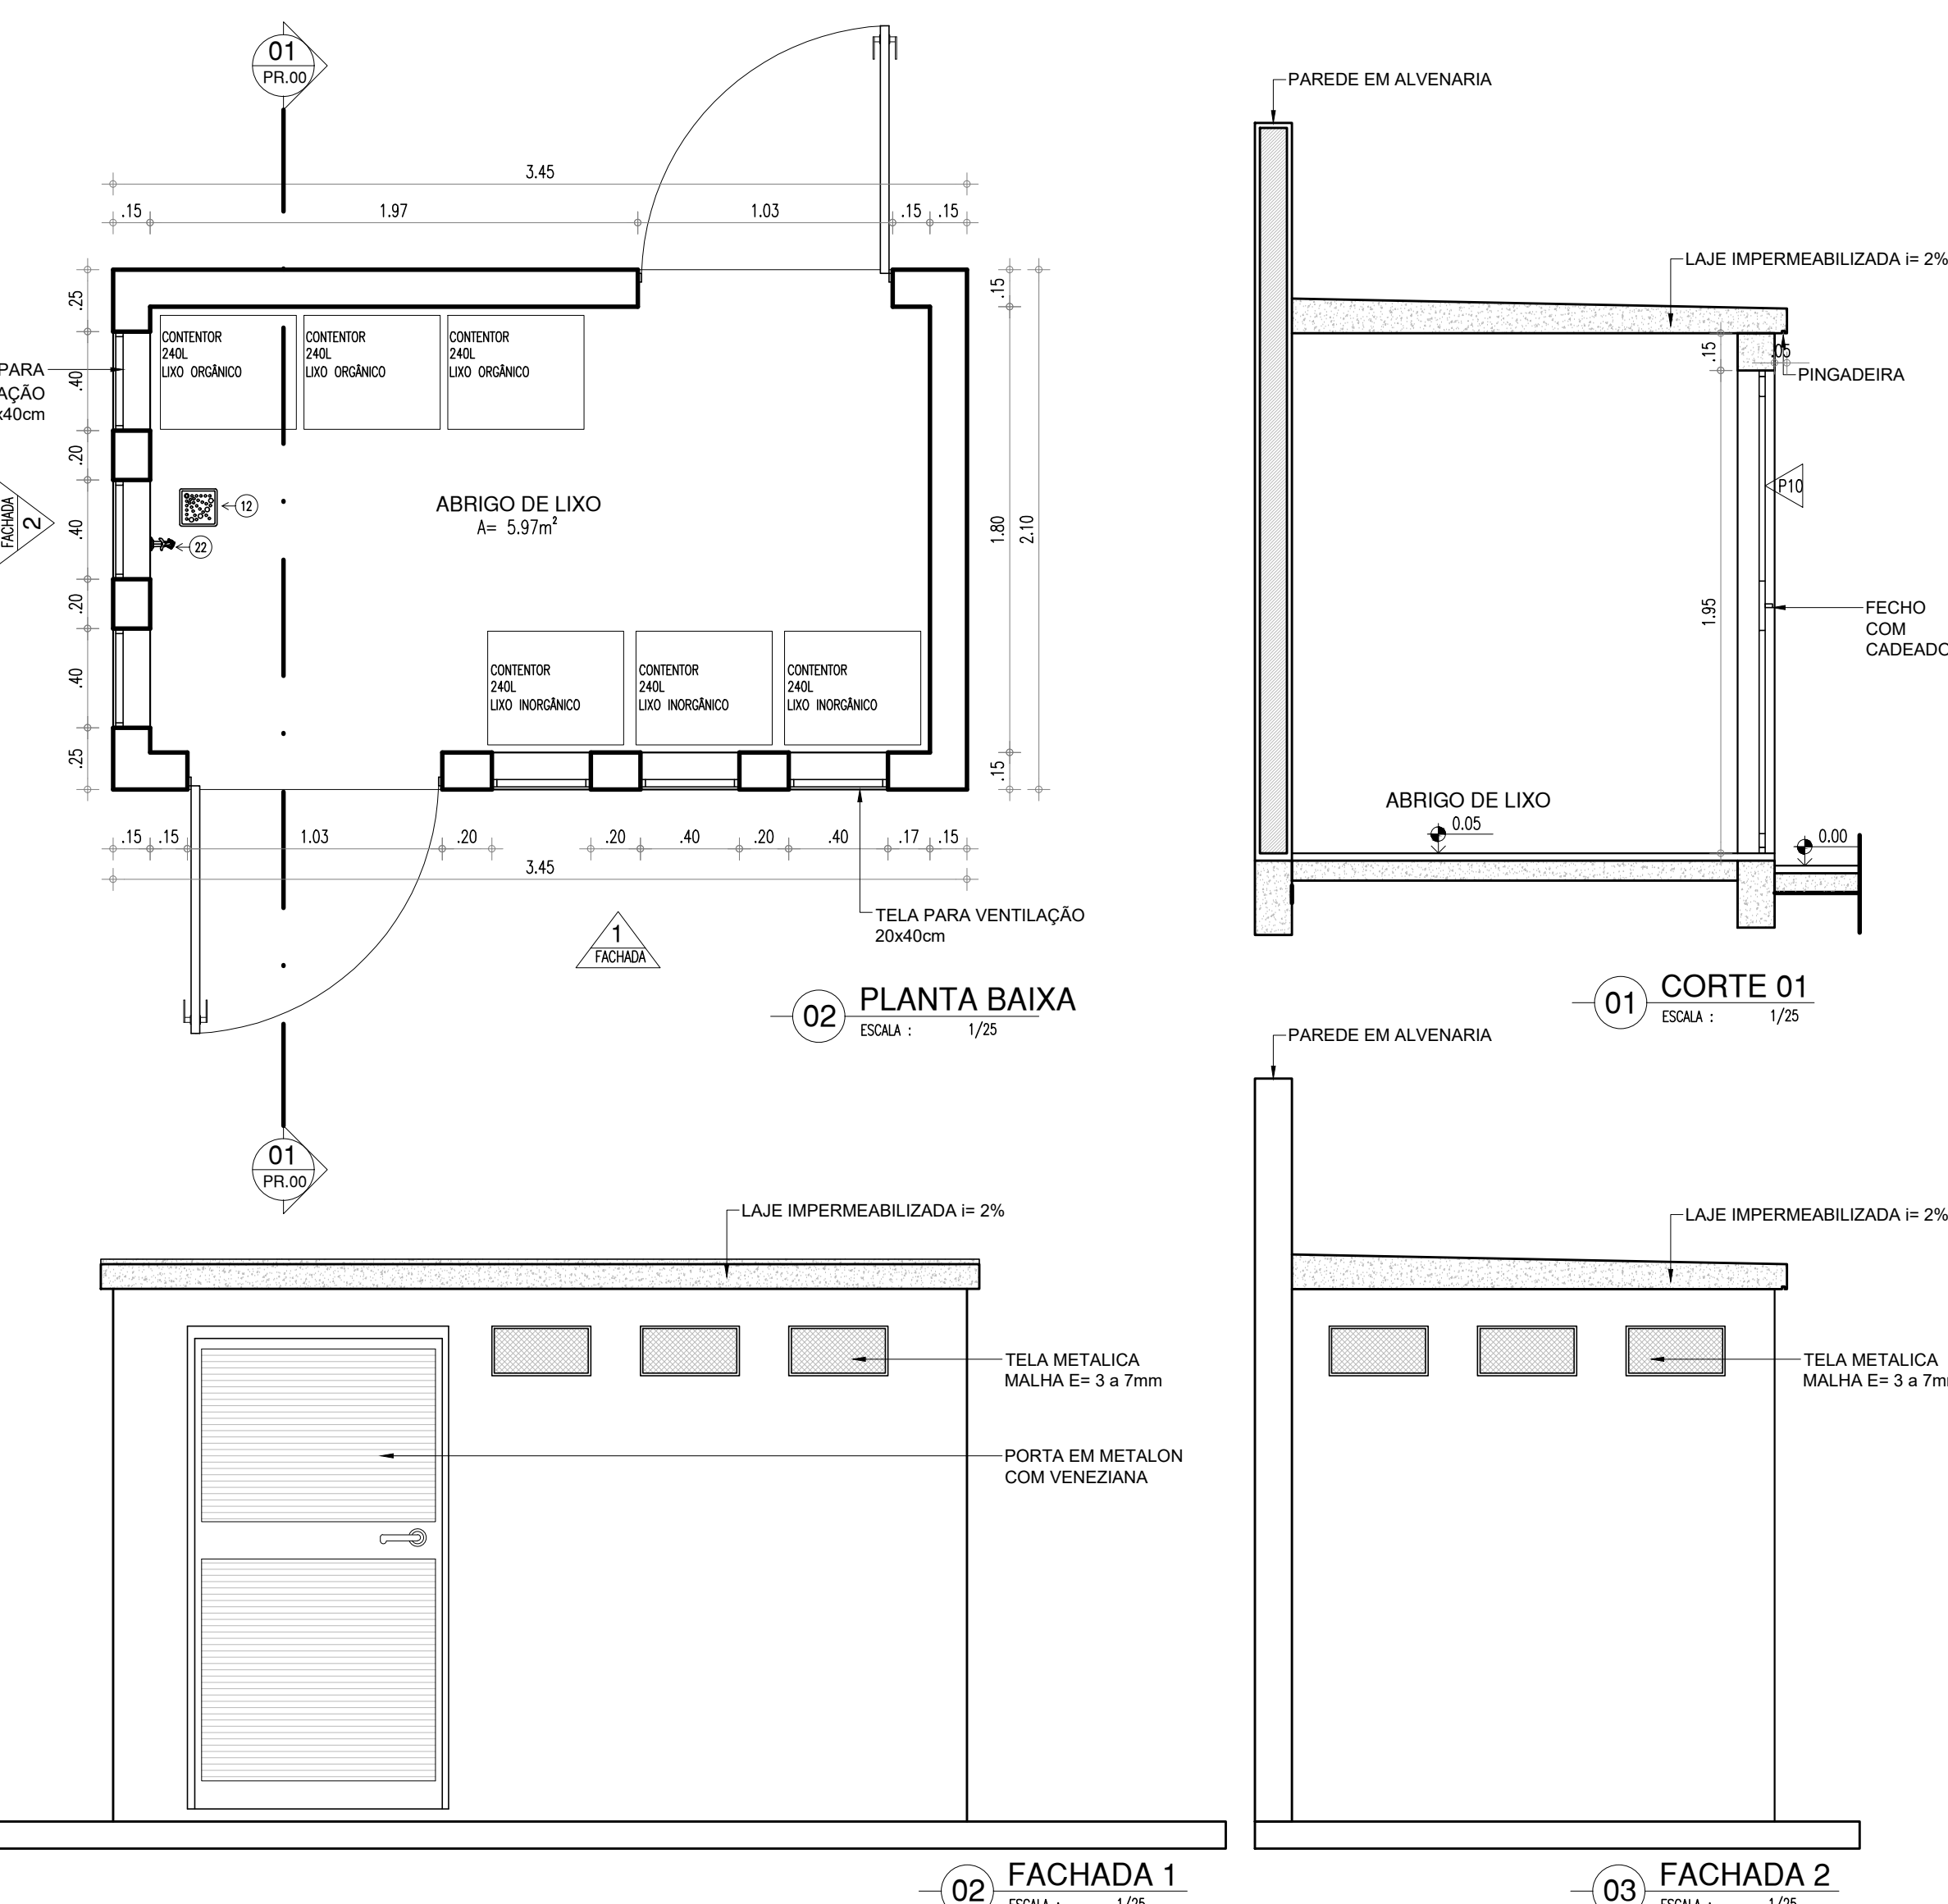 01
PR.00
3.45
.15
1.97
1.03
.15
.15
.25
.40
.20
.40
.20
.40
.25
PARA
x40cm
FACHADA
2
CONTENTOR
240L
LIXO ORGÂNICO
CONTENTOR
240L
LIXO ORGÂNICO
CONTENTOR
240L
LIXO ORGÂNICO
12
22
ABRIGO DE LIXO
A= 5.97m²
CONTENTOR
240L
LIXO INORGÂNICO
CONTENTOR
240L
LIXO INORGÂNICO
CONTENTOR
240L
LIXO INORGÂNICO
.15
1.80
2.10
.15
.15
.15
1.03
.20
.20
.40
.20
.40
.17
.15
3.45
TELA PARA VENTILAÇÃO
20x40cm
1
FACHADA
02
PLANTA BAIXA
ESCALA : 1/25
01
PR.00
PAREDE EM ALVENARIA
LAJE IMPERMEABILIZADA i= 2%
.15
.05
PINGADEIRA
P10
1.95
FECHO
COM
CADEADO
ABRIGO DE LIXO
0.05
0.00
01
CORTE 01
ESCALA : 1/25
LAJE IMPERMEABILIZADA i= 2%
TELA METALICA
MALHA E= 3 a 7mm
PORTA EM METALON
COM VENEZIANA
02
FACHADA 1
ESCALA : 1/25
PAREDE EM ALVENARIA
LAJE IMPERMEABILIZADA i= 2%
TELA METALICA
MALHA E= 3 a 7m
03
FACHADA 2
ESCALA : 1/25